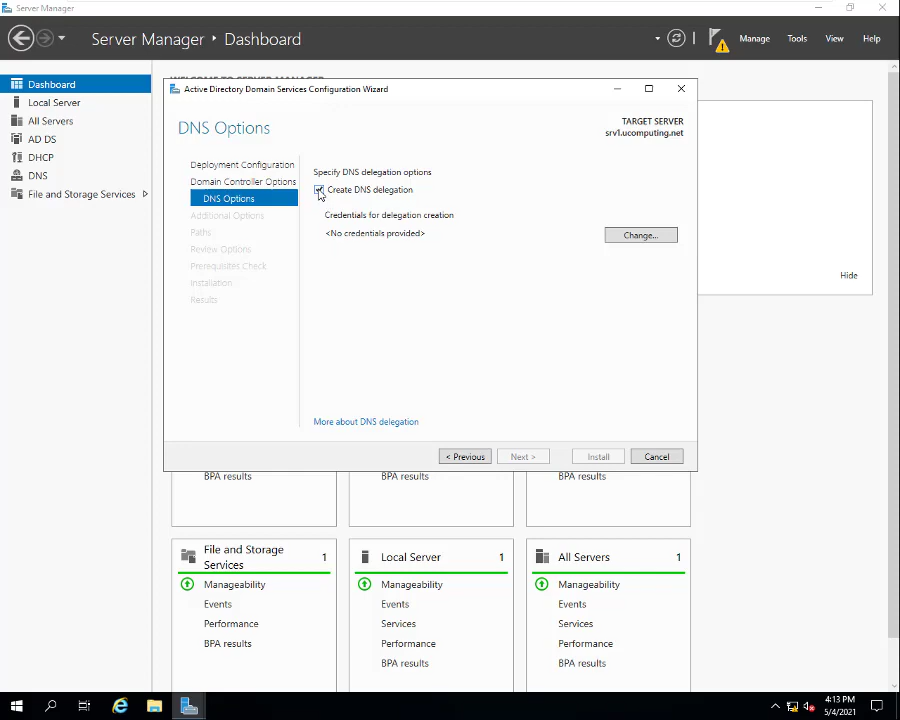 Server Manager
Server Manager • Dashboard
Manage
Tools
View
Help
Dashboard
Local Server
All Servers
AD DS
DHCP
DNS
File and Storage Services
Active Directory Domain Services Configuration Wizard
DNS Options
TARGET SERVER
srv1.ucomputing.net
Deployment Configuration
Domain Controller Options
DNS Options
Additional Options
Paths
Review Options
Prerequisites Check
Installation
Results
Specify DNS delegation options
Create DNS delegation
Credentials for delegation creation
<No credentials provided>
Change...
More about DNS delegation
< Previous
Next >
Install
Cancel
Hide
BPA results
BPA results
BPA results
File and Storage
Services
1
Manageability
Events
Performance
BPA results
Local Server
1
Manageability
Events
Services
Performance
BPA results
All Servers
1
Manageability
Events
Services
Performance
BPA results
4:13 PM
5/4/2021